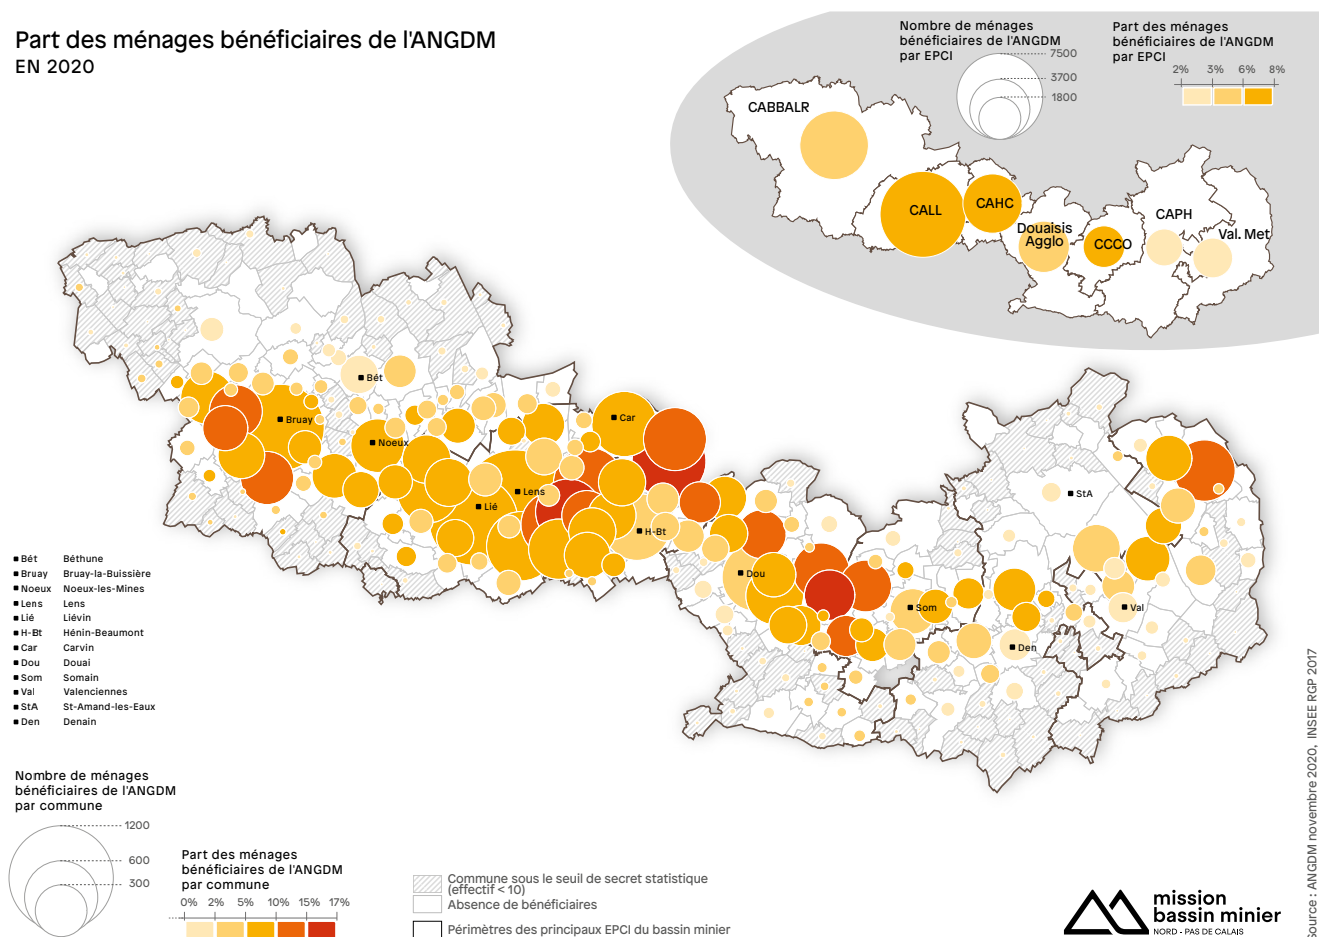 Part des ménages bénéficiaires de l'ANGDM
EN 2020
Nombre de ménages
bénéficiaires de l'ANGDM
par EPCI
7500
3700
1800
Part des ménages
bénéficiaires de l'ANGDM
par EPCI
2% 3% 6% 8%
CABBALR
CALL
CAHC
Douaisis
Agglo
CCCO
CAPH
Val. Met
Bét
Bruay
Noeux
Car
Lens
Lié
H-Bt
Dou
Som
StA
Val
Den
Bét Béthune
Bruay Bruay-la-Buissière
Noeux Noeux-les-Mines
Lens Lens
Lié Liévin
H-Bt Hénin-Beaumont
Car Carvin
Dou Douai
Som Somain
Val Valenciennes
StA St-Amand-les-Eaux
Den Denain
Nombre de ménages
bénéficiaires de l'ANGDM
par commune
1200
600
300
Part des ménages
bénéficiaires de l'ANGDM
par commune
0% 2% 5% 10% 15% 17%
Commune sous le seuil de secret statistique
(effectif < 10)
Absence de bénéficiaires
Périmètres des principaux EPCI du bassin minier
mission
bassin minier
NORD - PAS DE CALAIS
Source : ANGDM novembre 2020, INSEE RGP 2017